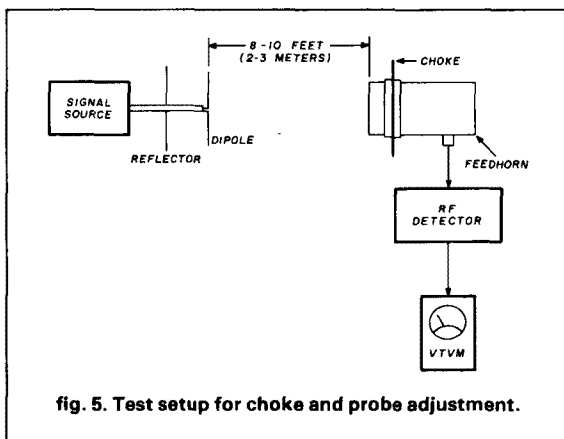 8-10 FEET
(2-3 METERS)
CHOKE
SIGNAL
SOURCE
DIPOLE
REFLECTOR
FEEDHORN
RF
DETECTOR
VTVM
fig. 5. Test setup for choke and probe adjustment.